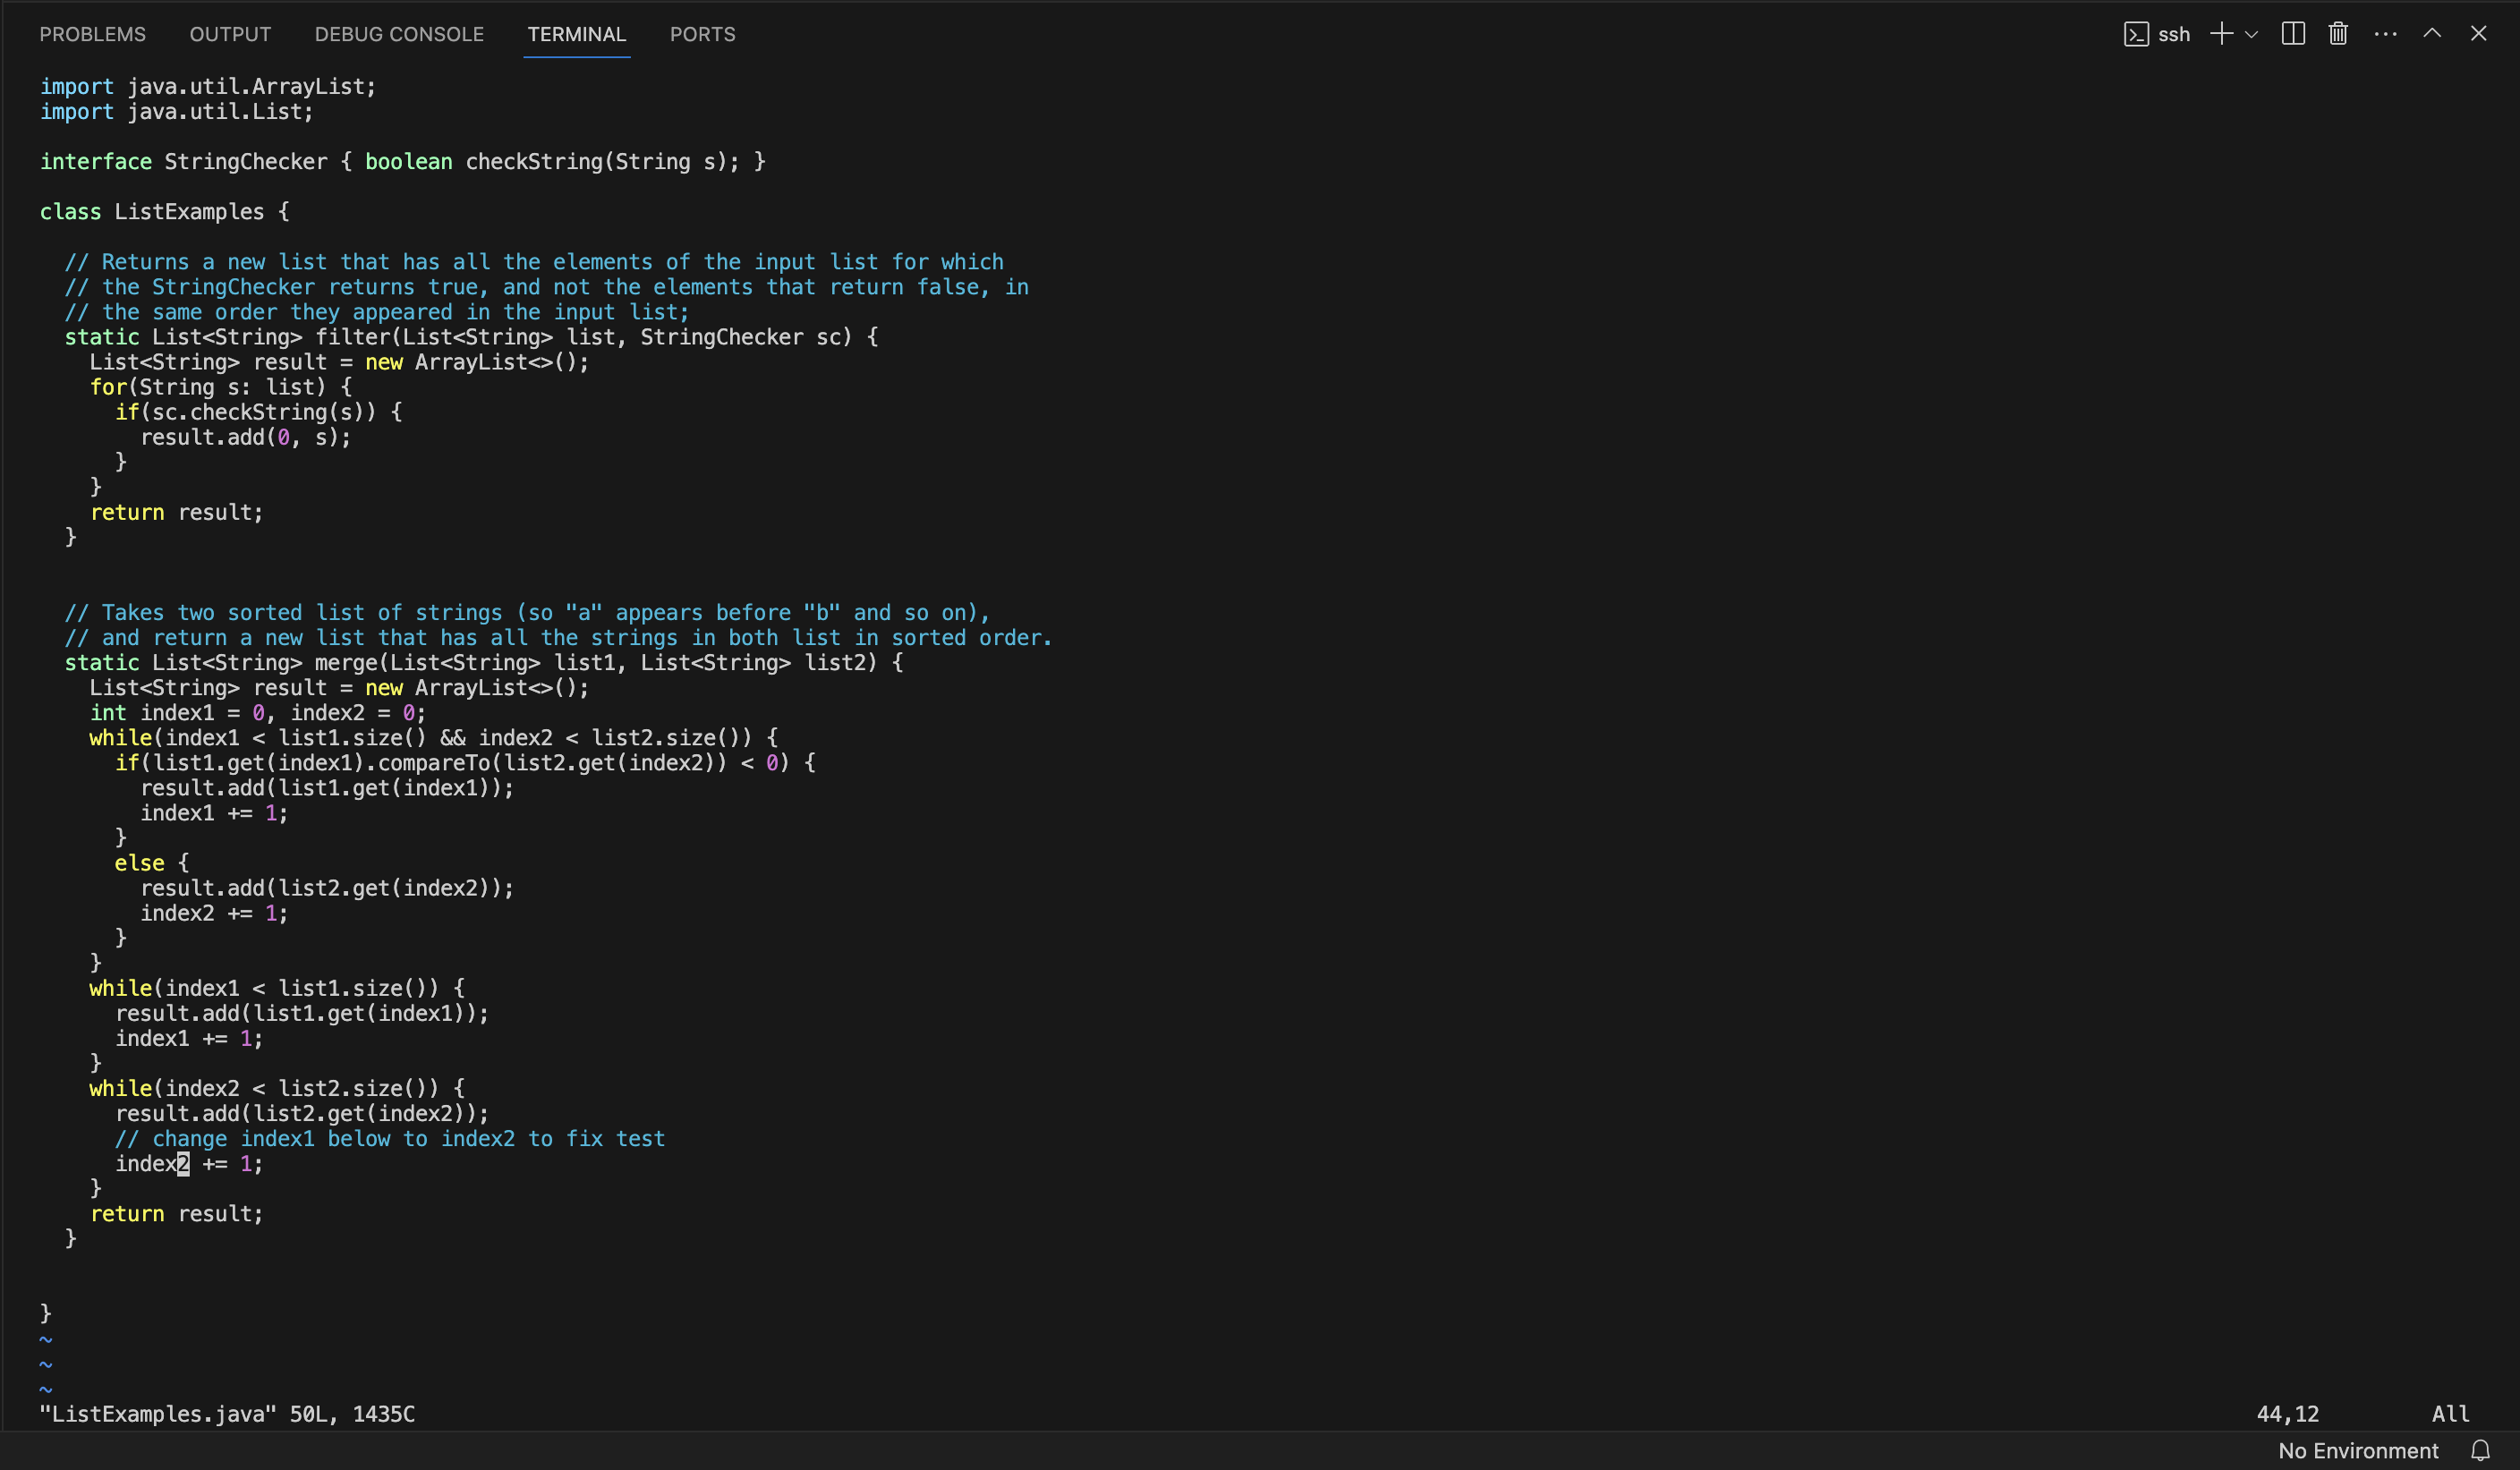 PROBLEMS OUTPUT DEBUG CONSOLE TERMINAL PORTS ssh
import java.util.ArrayList;
import java.util.List;
interface StringChecker { boolean checkString(String s); }
class ListExamples {
  // Returns a new list that has all the elements of the input list for which
  // the StringChecker returns true, and not the elements that return false, in
  // the same order they appeared in the input list;
  static List<String> filter(List<String> list, StringChecker sc) {
    List<String> result = new ArrayList<>();
    for(String s: list) {
      if(sc.checkString(s)) {
        result.add(0, s);
      }
    }
    return result;
  }
  // Takes two sorted list of strings (so "a" appears before "b" and so on),
  // and return a new list that has all the strings in both list in sorted order.
  static List<String> merge(List<String> list1, List<String> list2) {
    List<String> result = new ArrayList<>();
    int index1 = 0, index2 = 0;
    while(index1 < list1.size() && index2 < list2.size()) {
      if(list1.get(index1).compareTo(list2.get(index2)) < 0) {
        result.add(list1.get(index1));
        index1 += 1;
      }
      else {
        result.add(list2.get(index2));
        index2 += 1;
      }
    }
    while(index1 < list1.size()) {
      result.add(list1.get(index1));
      index1 += 1;
    }
    while(index2 < list2.size()) {
      result.add(list2.get(index2));
      // change index1 below to index2 to fix test
      index2 += 1;
    }
    return result;
  }
}
~
~
~
"ListExamples.java" 50L, 1435C 44,12 All
No Environment